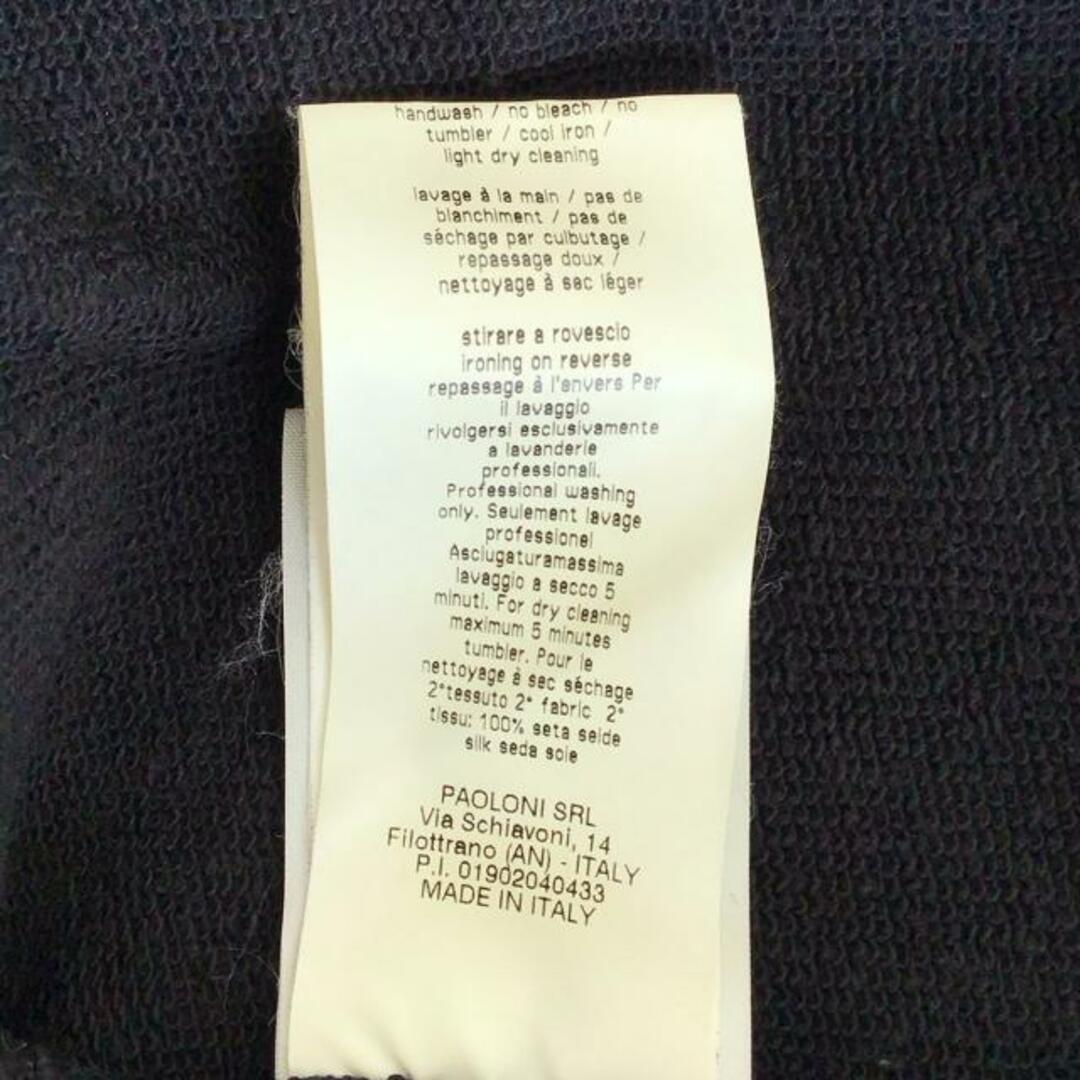 handwash / no bleach / no
tumbler / cool iron /
light dry cleaning
lavage à la main / pas de
blanchiment / pas de
séchage par culbutage /
repassage doux /
nettoyage à sec léger
stirare a rovescio
ironing on reverse
repassage à l'envers Per
il lavaggio
rivolgersi esclusivamente
a lavanderie
professionali.
Professional washing
only. Seulement lavage
professionel
Asciugaturamassima
lavaggio a secco 5
minuti. For dry cleaning
maximum 5 minutes
tumbler. Pour le
nettoyage à sec séchage
2°tessuto 2° fabric 2°
tissu: 100% seta seide
silk seda soie
PAOLONI SRL
Via Schiavoni, 14
Filottrano (AN) - ITALY
P.I. 01902040433
MADE IN ITALY